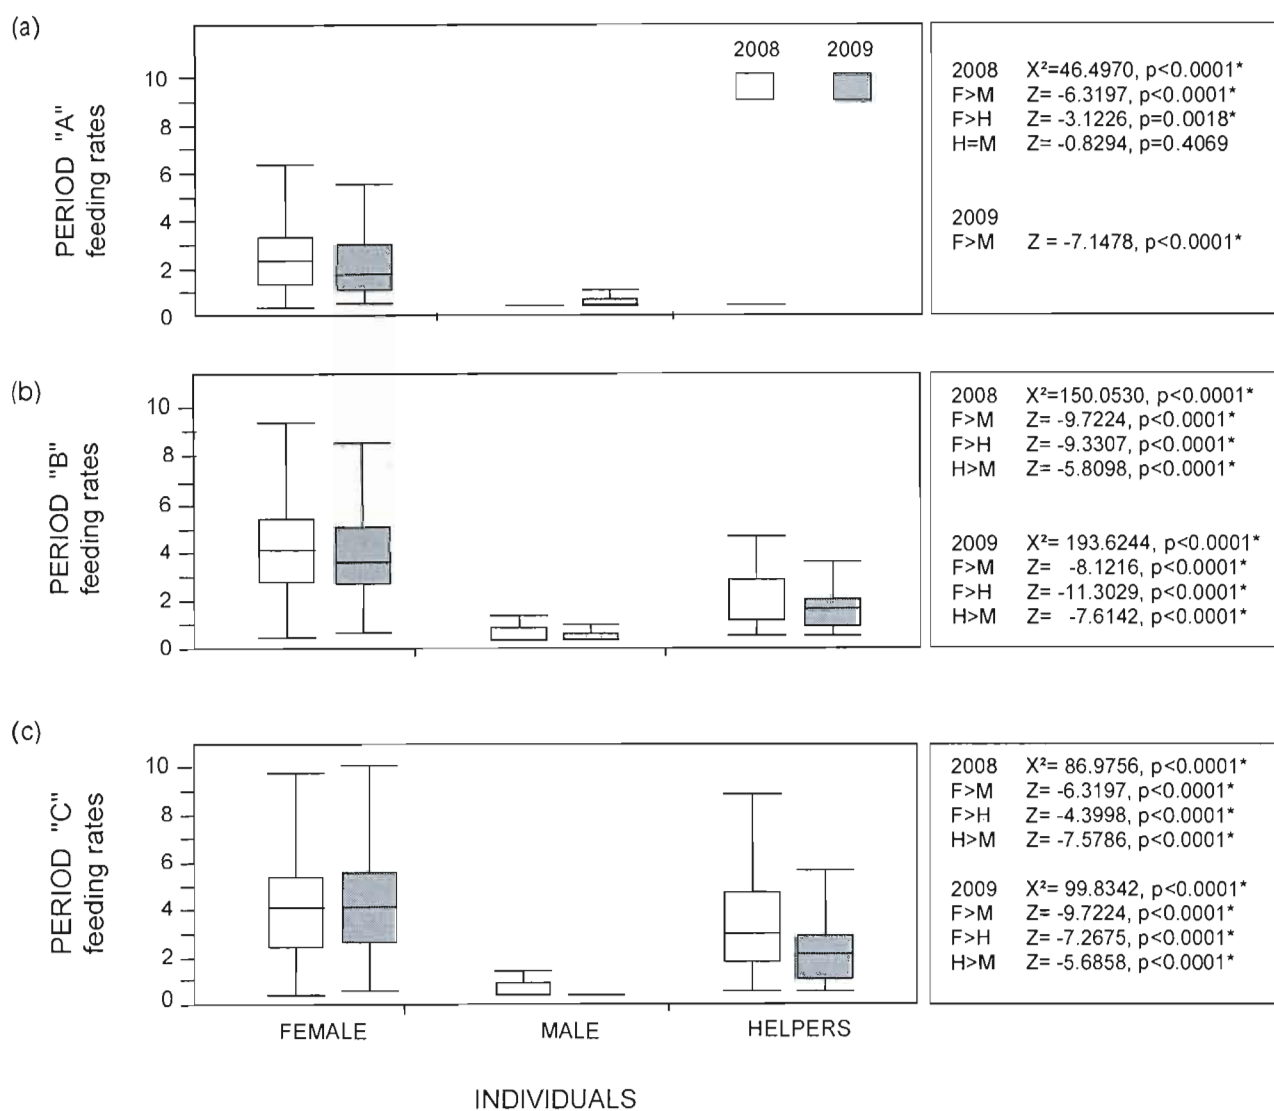 (a)
2008 2009
PERIOD "A"
feeding rates
10
8
6
4
2
0
2008 X²=46.4970, p<0.0001*
F>M Z= -6.3197, p<0.0001*
F>H Z= -3.1226, p=0.0018*
H=M Z= -0.8294, p=0.4069
2009
F>M Z = -7.1478, p<0.0001*
(b)
PERIOD "B"
feeding rates
10
8
6
4
2
0
2008 X²=150.0530, p<0.0001*
F>M Z= -9.7224, p<0.0001*
F>H Z= -9.3307, p<0.0001*
H>M Z= -5.8098, p<0.0001*
2009 X²= 193.6244, p<0.0001*
F>M Z= -8.1216, p<0.0001*
F>H Z= -11.3029, p<0.0001*
H>M Z= -7.6142, p<0.0001*
(c)
PERIOD "C"
feeding rates
10
8
6
4
2
0
2008 X²= 86.9756, p<0.0001*
F>M Z= -6.3197, p<0.0001*
F>H Z= -4.3998, p<0.0001*
H>M Z= -7.5786, p<0.0001*
2009 X²= 99.8342, p<0.0001*
F>M Z= -9.7224, p<0.0001*
F>H Z= -7.2675, p<0.0001*
H>M Z= -5.6858, p<0.0001*
FEMALE MALE HELPERS
INDIVIDUALS